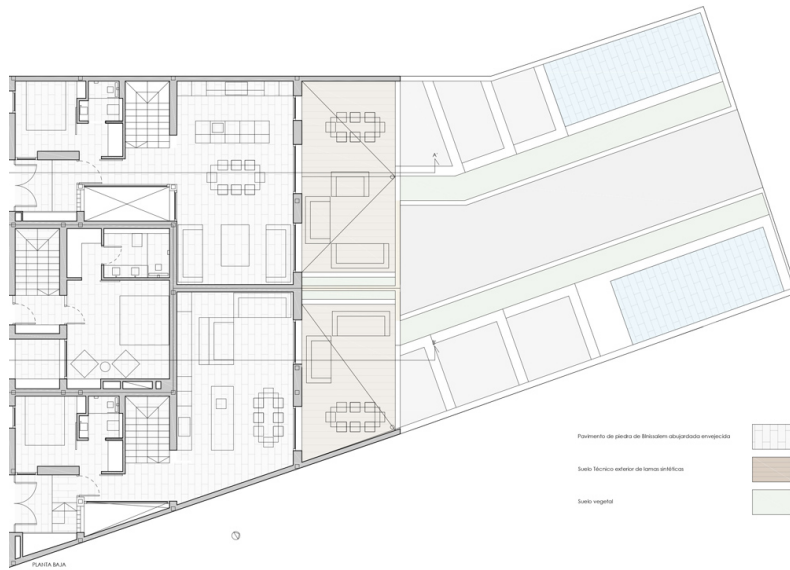 A'
E
Pavimento de piedra de Binissalem abujardada envejecida
Suelo Técnico exterior de lamas sintéticas
Suelo vegetal
PLANTA BAJA